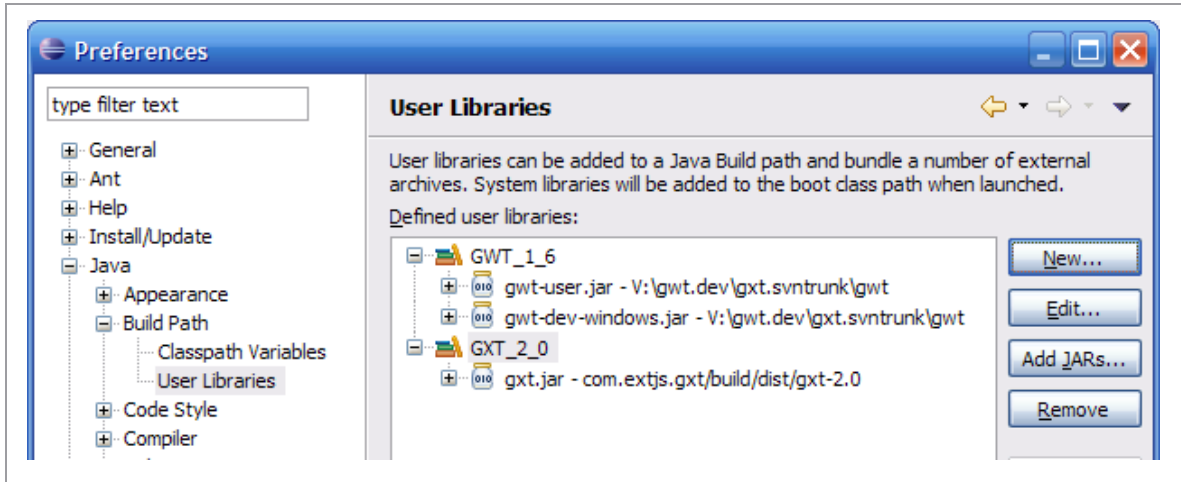 Preferences
type filter text
General
Ant
Help
Install/Update
Java
Appearance
Build Path
Classpath Variables
User Libraries
Code Style
Compiler
User Libraries
User libraries can be added to a Java Build path and bundle a number of external
archives. System libraries will be added to the boot class path when launched.
Defined user libraries:
GWT_1_6
gwt-user.jar - V:\gwt.dev\gxt.svntrunk\gwt
gwt-dev-windows.jar - V:\gwt.dev\gxt.svntrunk\gwt
GXT_2_0
gxt.jar - com.extjs.gxt/build/dist/gxt-2.0
New...
Edit...
Add JARs...
Remove